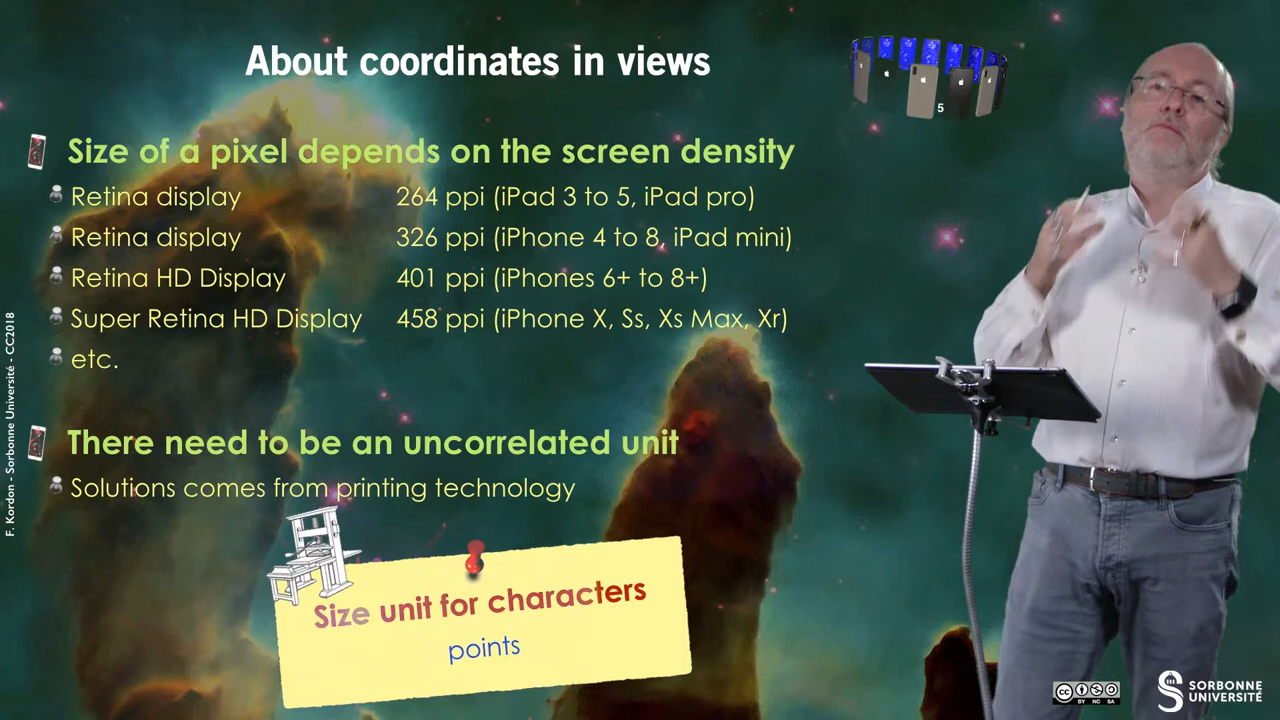 About coordinates in views
5
Size of a pixel depends on the screen density
Retina display 264 ppi (iPad 3 to 5, iPad pro)
Retina display 326 ppi (iPhone 4 to 8, iPad mini)
Retina HD Display 401 ppi (iPhones 6+ to 8+)
Super Retina HD Display 458 ppi (iPhone X, Ss, Xs Max, Xr)
etc.
There need to be an uncorrelated unit
Solutions comes from printing technology
Size unit for characters
points
F. Kordon - Sorbonne Université - CC2018
cc
BY NC SA
S
SORBONNE
UNIVERSITÉ